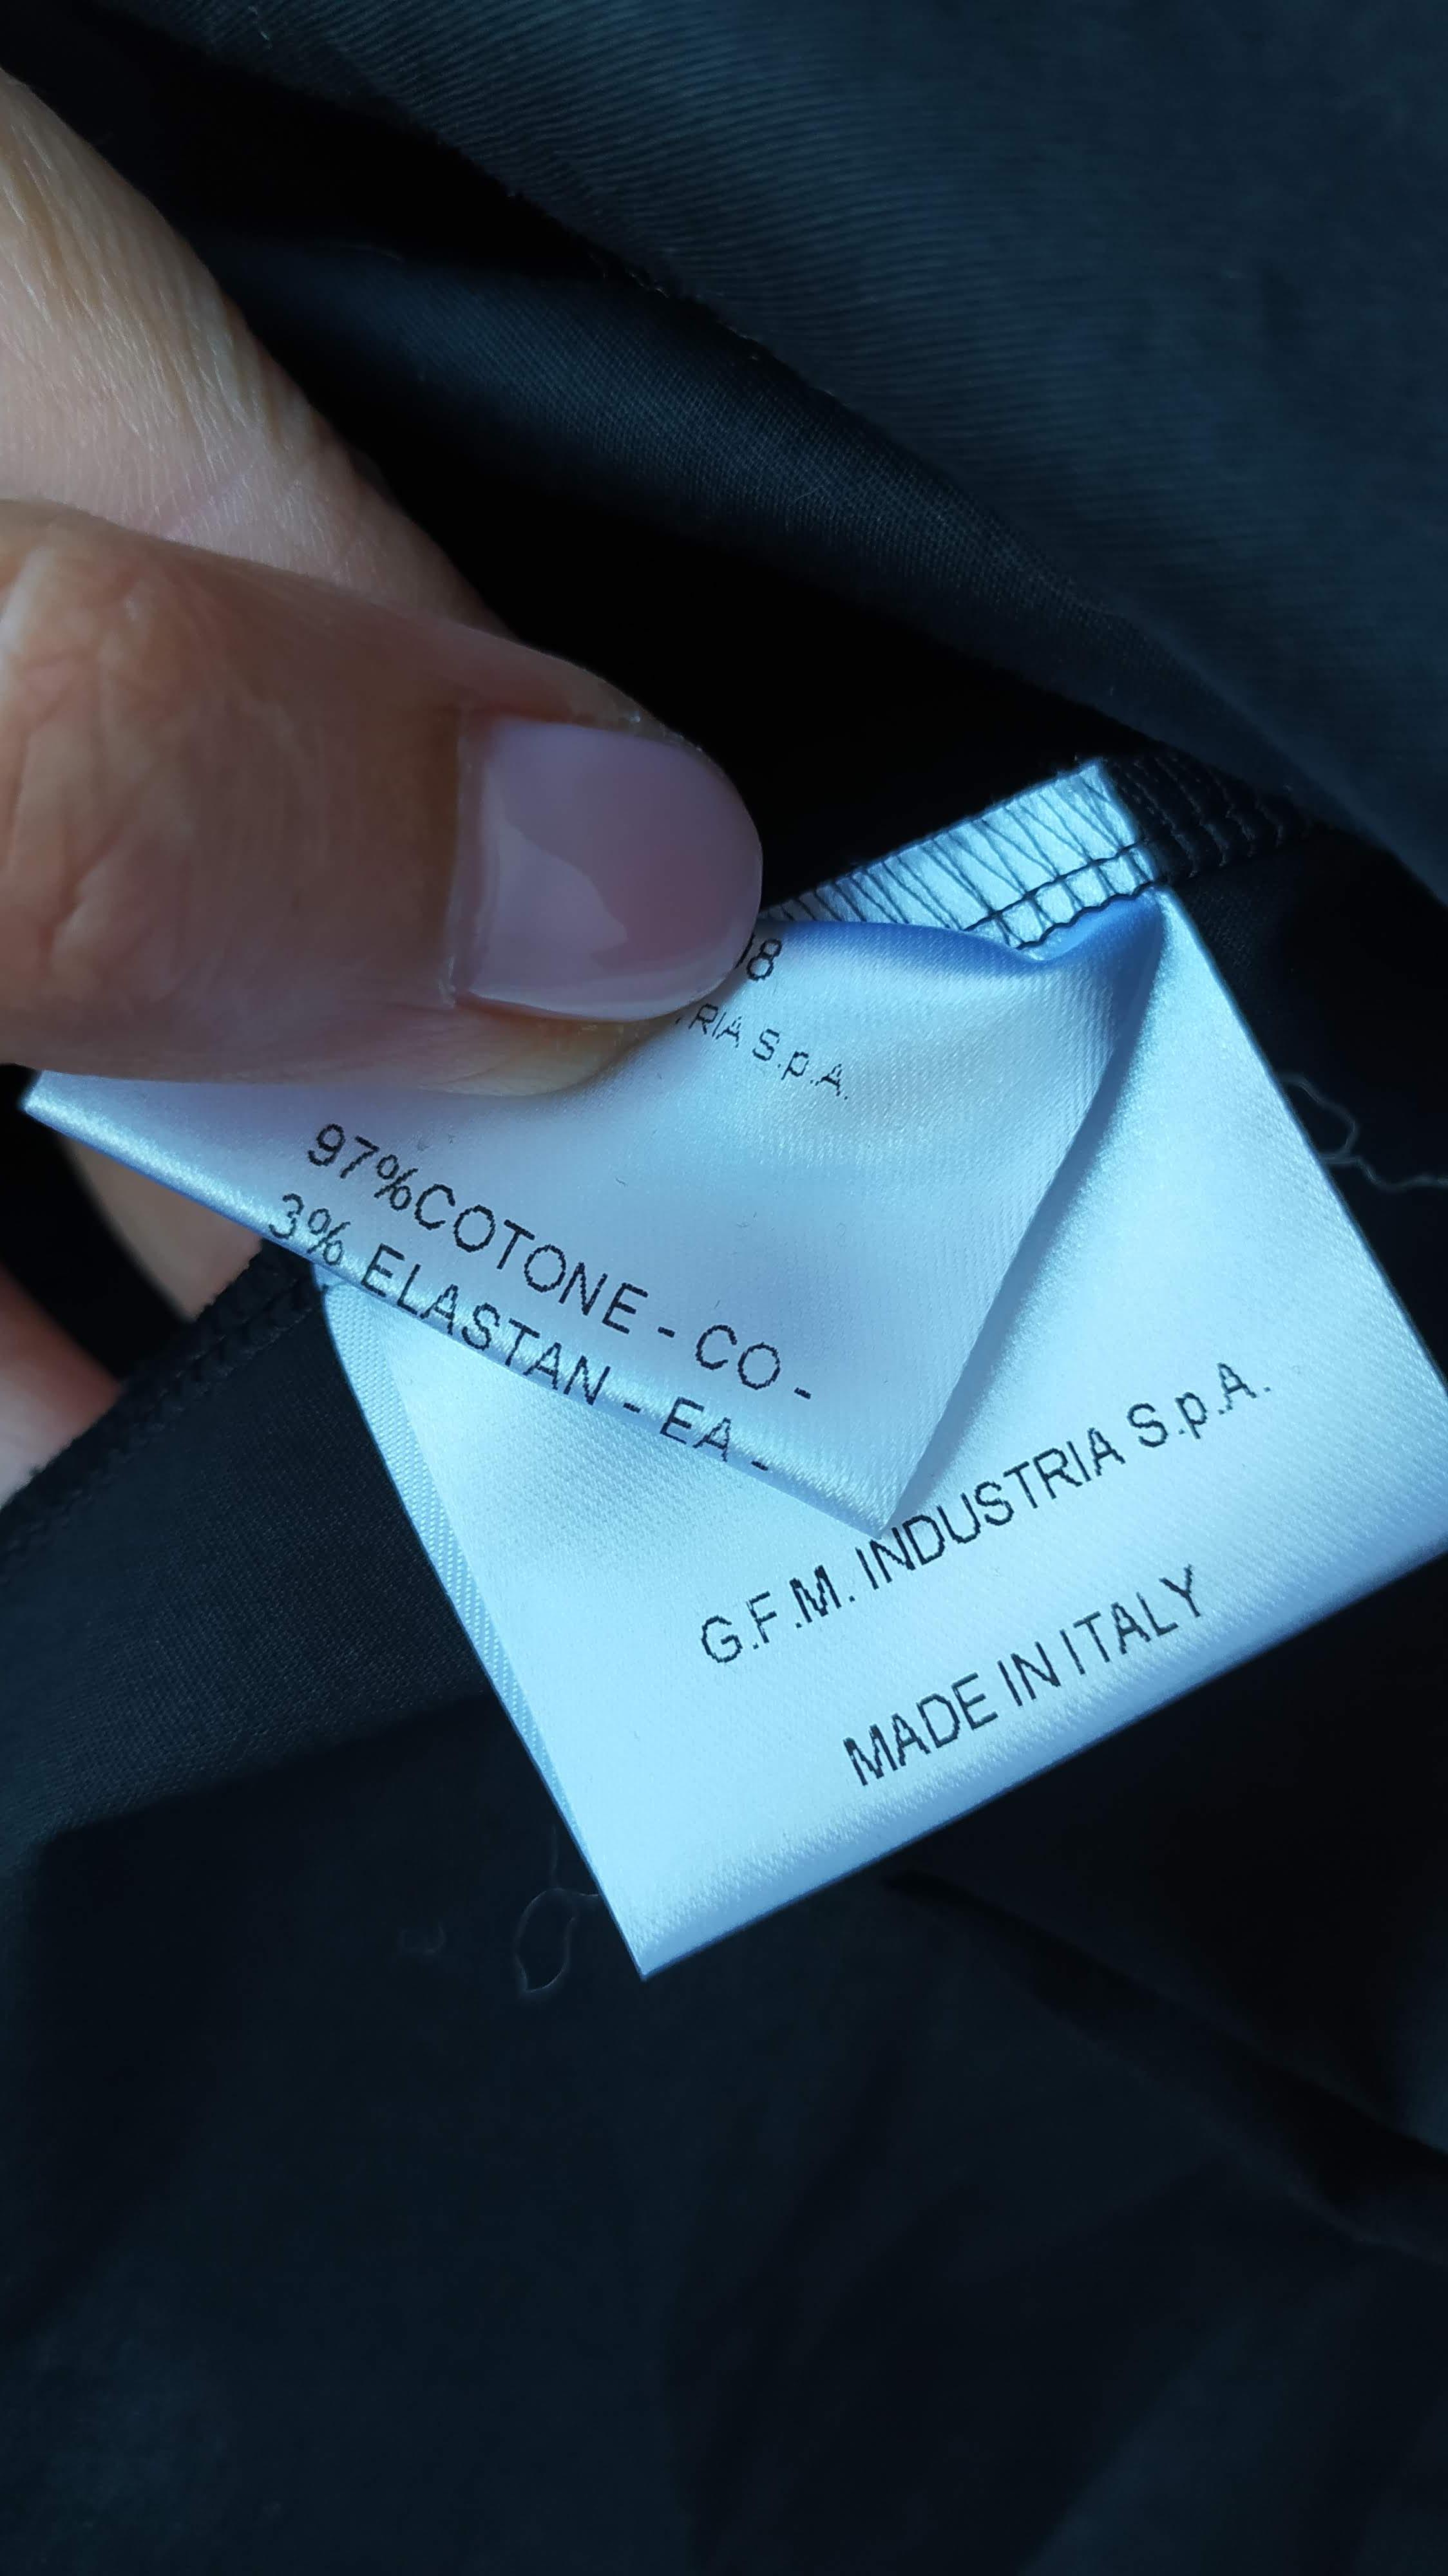 8
S.p.A.
97%COTONE - CO -
3% ELASTAN - EA -
G.F.M. INDUSTRIA S.p.A.
MADE IN ITALY